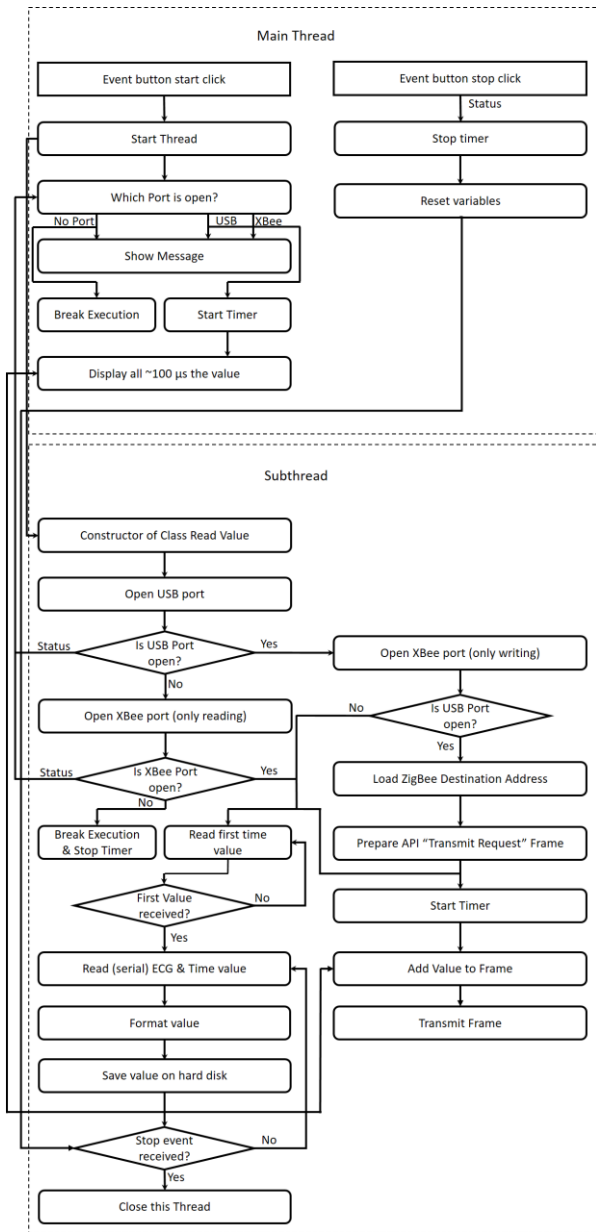 Main Thread
Event button start click
Event button stop click
Status
Start Thread
Stop timer
Which Port is open?
Reset variables
No Port
USB
XBee
Show Message
Break Execution
Start Timer
Display all ~100 µs the value
Subthread
Constructor of Class Read Value
Open USB port
Status
Is USB Port
open?
Yes
Open XBee port (only writing)
No
Open XBee port (only reading)
No
Is USB Port
open?
Yes
Status
Is XBee Port
open?
Yes
Load ZigBee Destination Address
No
Break Execution
& Stop Timer
Read first time
value
Prepare API “Transmit Request” Frame
First Value
received?
No
Start Timer
Yes
Read (serial) ECG & Time value
Add Value to Frame
Format value
Transmit Frame
Save value on hard disk
Stop event
received?
No
Yes
Close this Thread